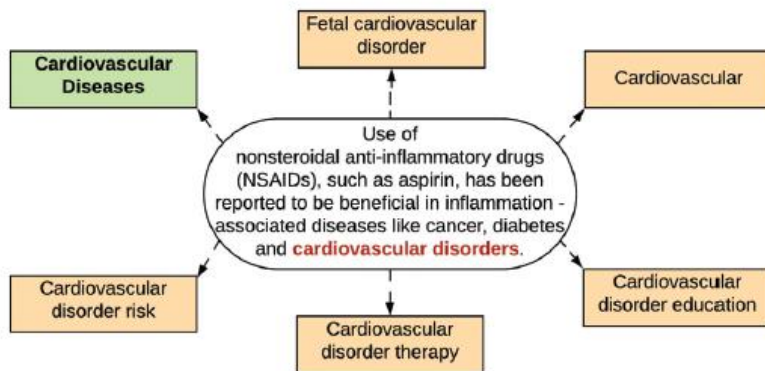 Fetal cardiovascular
disorder
Cardiovascular
Diseases
Cardiovascular
Use of
nonsteroidal anti-inflammatory drugs
(NSAIDs), such as aspirin, has been
reported to be beneficial in inflammation -
associated diseases like cancer, diabetes
and cardiovascular disorders.
Cardiovascular
disorder risk
Cardiovascular
disorder therapy
Cardiovascular
disorder education